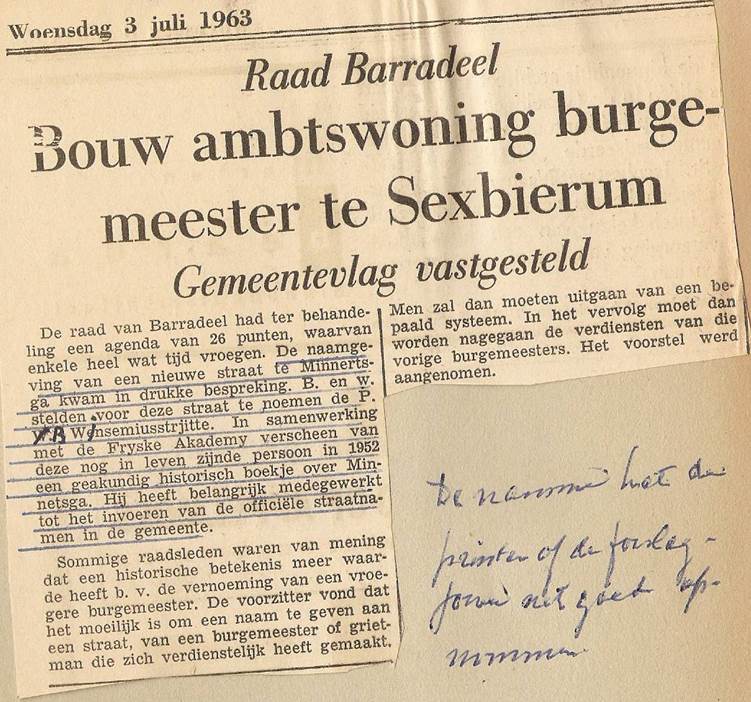 Woensdag 3 juli 1963
Raad Barradeel
Bouw ambtswoning burge-
meester te Sexbierum
Gemeentevlag vastgesteld
De raad van Barradeel had ter behande-
ling een agenda van 26 punten, waarvan
enkele heel wat tijd vroegen. De naamge-
ving van een nieuwe straat te Minnerts-
ga kwam in drukke bespreking. B. en W.
stelden voor deze straat te noemen de P.
Wensemiusstrjitte. In samenwerking
met de Fryske Akademy verscheen van
deze nog in leven zijnde persoon in 1952
een geakundig historisch boekje over Min-
netsga. Hij heeft belangrijk medegewerkt
tot het invoeren van de officiële straatna-
men in de gemeente.
Sommige raadsleden waren van mening
dat een historische betekenis meer waar-
de heeft b. v. de vernoeming van een vroe-
gere burgemeester. De voorzitter vond dat
het moeilijk is om een naam te geven aan
een straat, van een burgemeester of griet-
man die zich verdienstelijk heeft gemaakt.
Men zal dan moeten uitgaan van een be-
paald systeem. In het vervolg moet dan
worden nagegaan de verdiensten van die
vorige burgemeesters. Het voorstel werd
aangenomen.
De namme hat de
printer of de forslag-
jower net goed op-
nommen